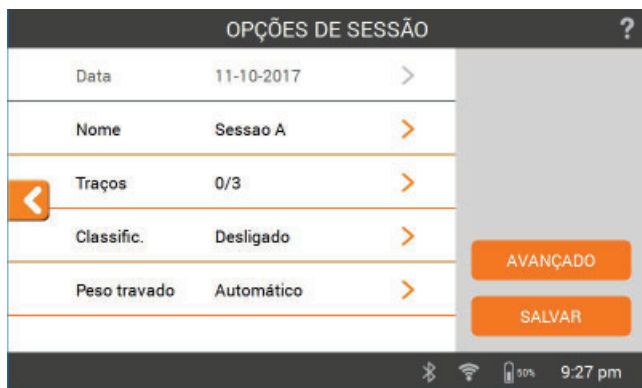 OPÇÕES DE SESSÃO ?
Data 11-10-2017
Nome Sessao A
Traços 0/3
Classific. Desligado
Peso travado Automático
AVANÇADO
SALVAR
50% 9:27 pm